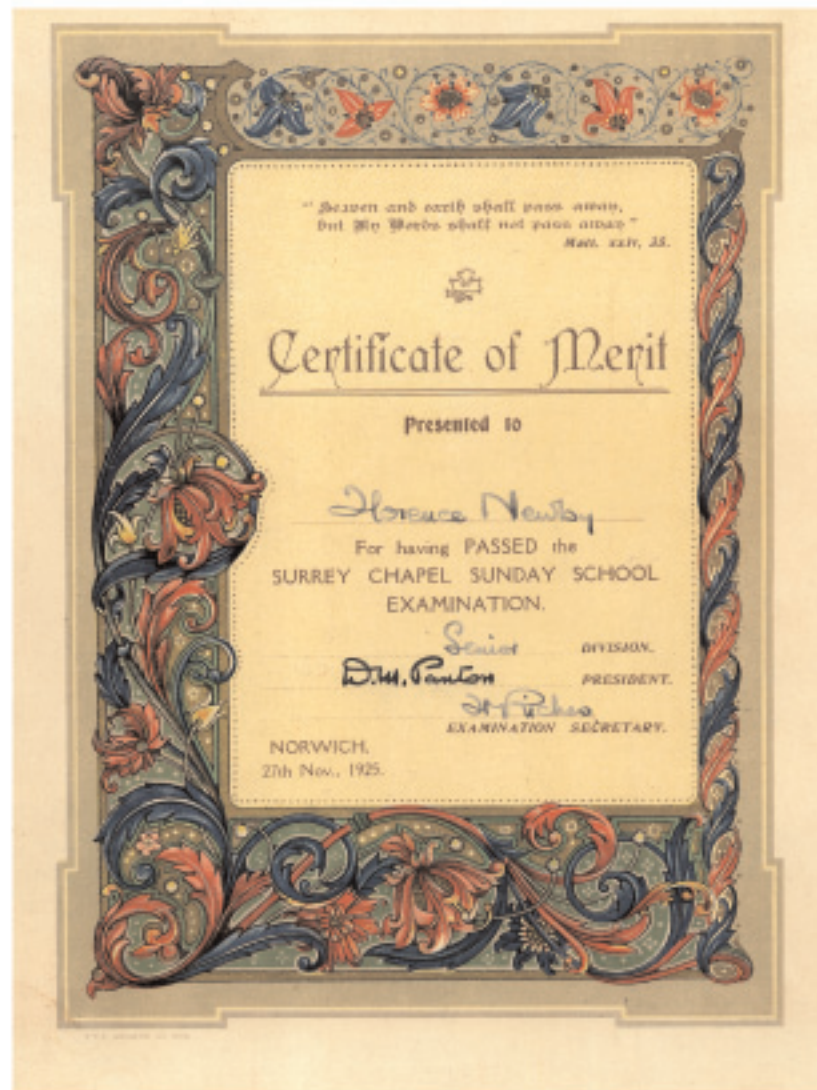 "Heaven and earth shall pass away,
but My Words shall not pass away"
Matt. xxiv, 35.
Certificate of Merit
Presented to
Florence Newby
For having PASSED the
SURREY CHAPEL SUNDAY SCHOOL
EXAMINATION.
Senior DIVISION.
D.M. Panton PRESIDENT.
EXAMINATION SECRETARY.
NORWICH.
27th Nov., 1925.